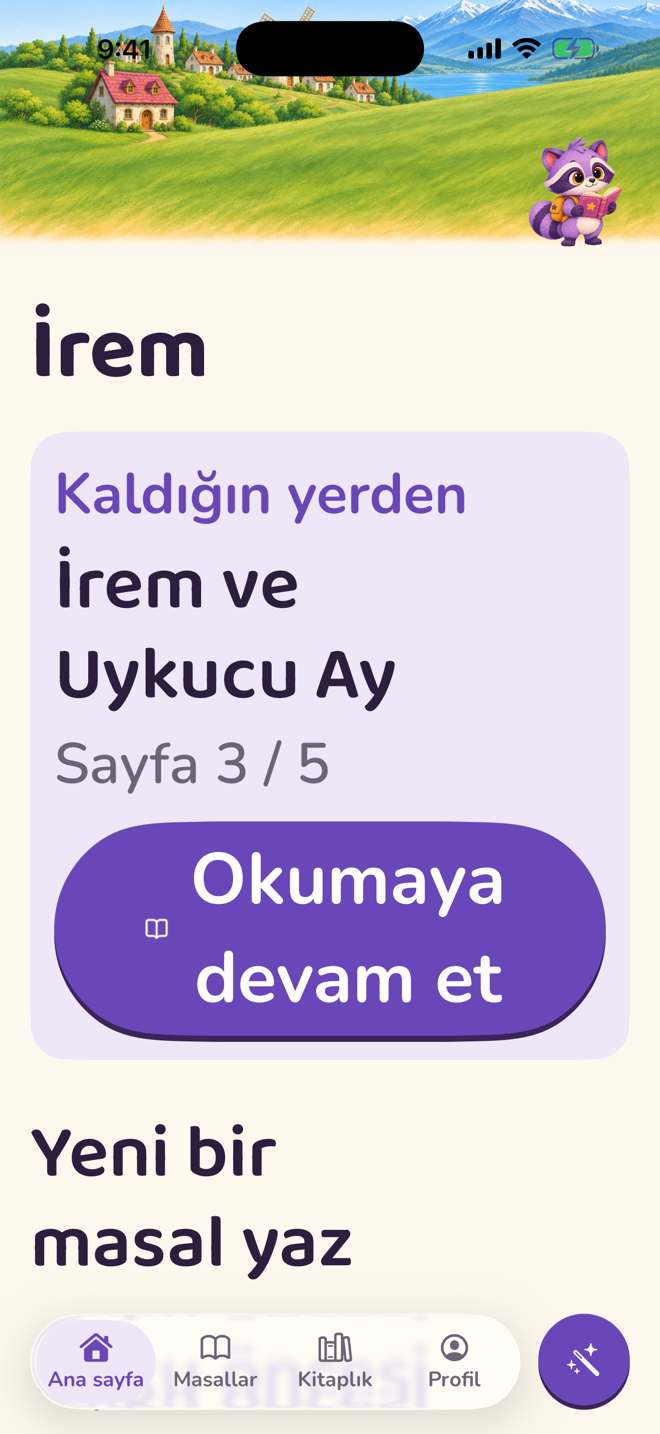 9:41
İrem
Kaldığın yerden
İrem ve
Uykucu Ay
Sayfa 3 / 5
Okumaya
devam et
Yeni bir
masal yaz
Ana sayfa
Masallar
Kitaplık
Profil